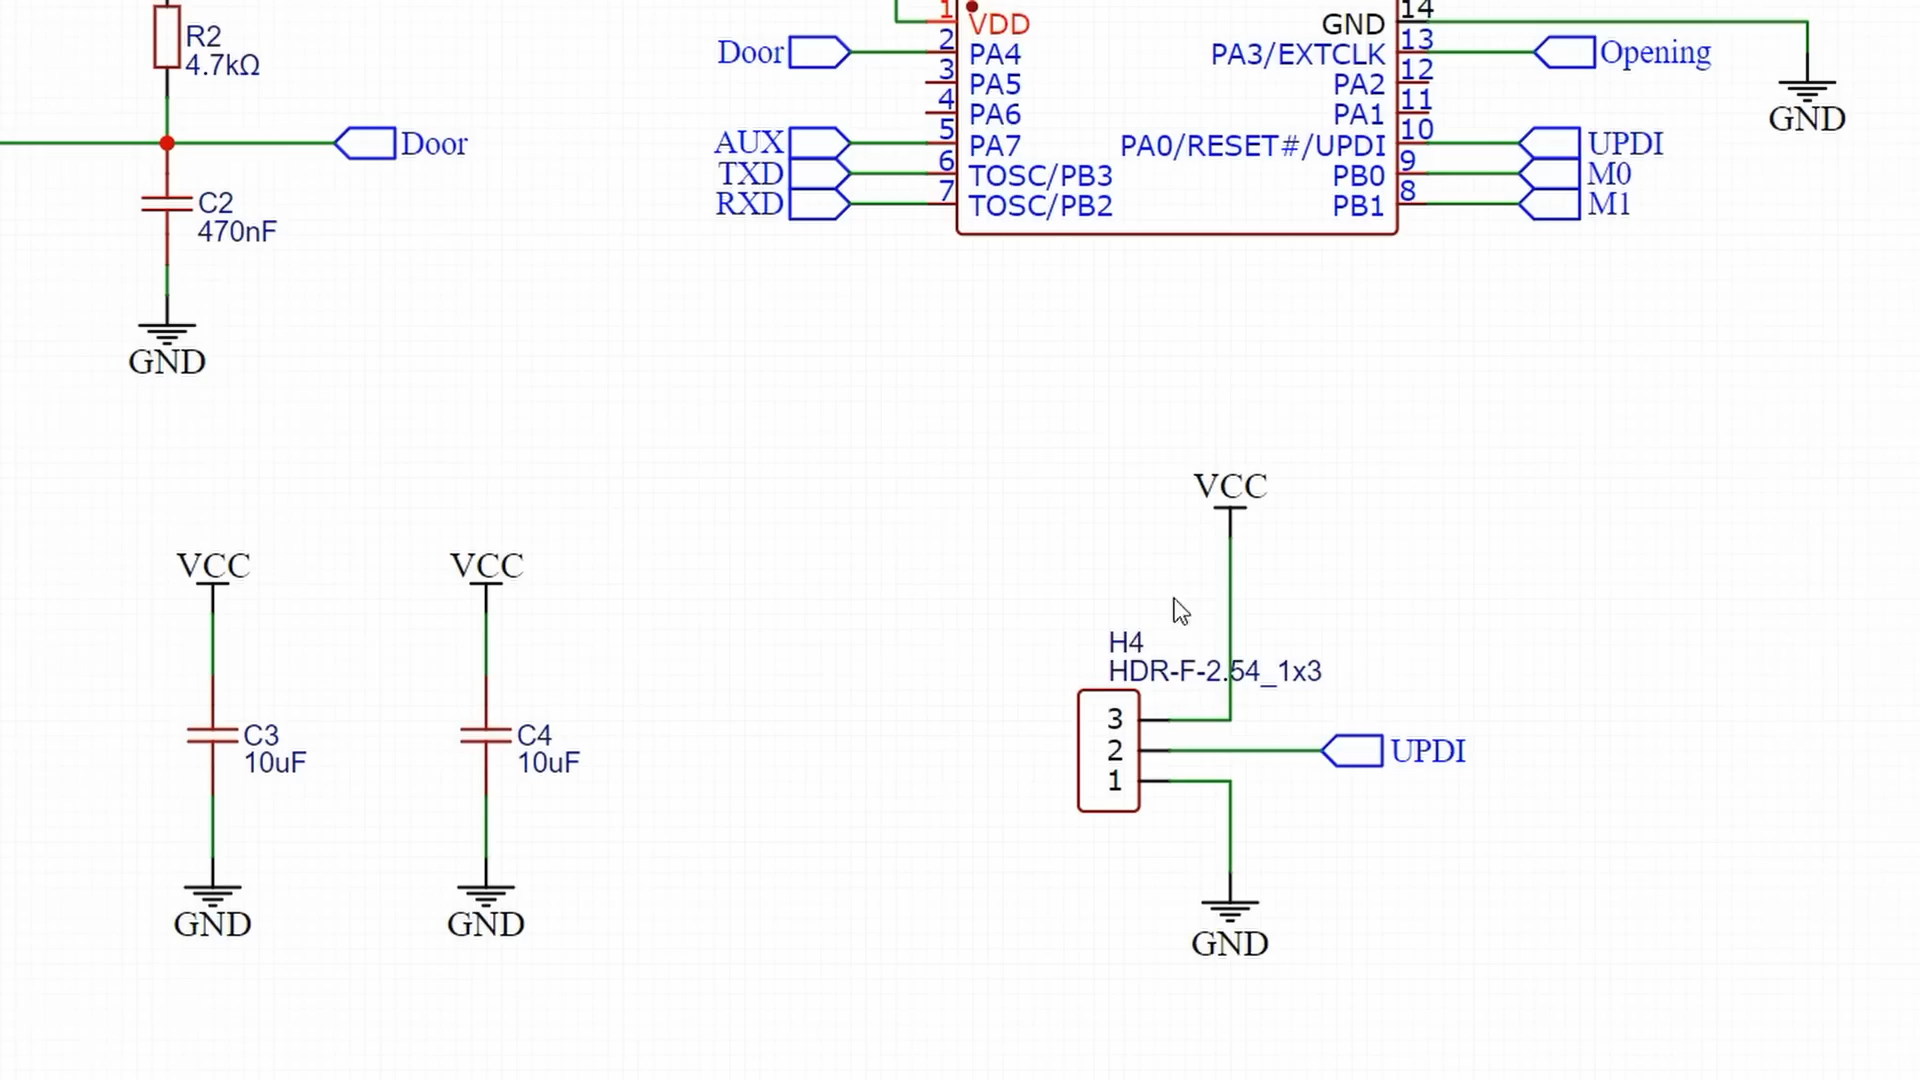 R2
4.7kΩ
Door
C2
470nF
GND
1
VDD
GND
14
Door
2
PA4
PA3/EXTCLK
13
Opening
3
PA5
PA2
12
4
PA6
PA1
11
AUX
5
PA7
PA0/RESET#/UPDI
10
UPDI
TXD
6
TOSC/PB3
PB0
9
M0
RXD
7
TOSC/PB2
PB1
8
M1
GND
VCC
C3
10uF
GND
VCC
C4
10uF
GND
VCC
H4
HDR-F-2.54_1x3
3
2
1
UPDI
GND